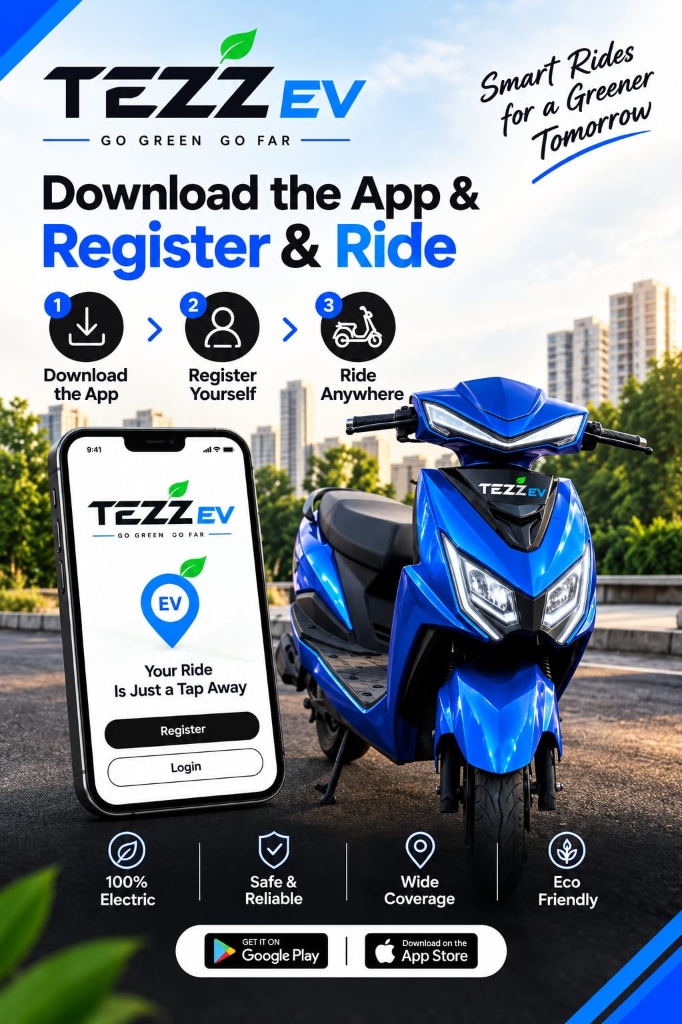 TEZZ EV
GO GREEN GO FAR
Smart Rides
for a Greener
Tomorrow
Download the App &
Register & Ride
1
2
3
Download
the App
Register
Yourself
Ride
Anywhere
9:41
TEZZ EV
GO GREEN GO FAR
EV
Your Ride
Is Just a Tap Away
Register
Login
TEZZ EV
100%
Electric
Safe &
Reliable
Wide
Coverage
Eco
Friendly
GET IT ON
Google Play
Download on the
App Store